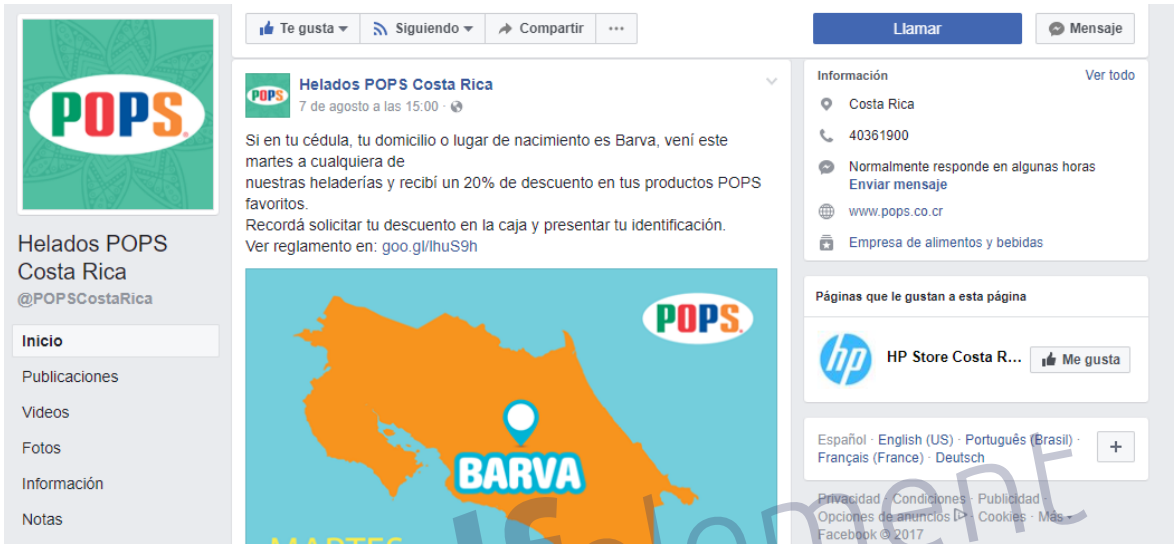 POPS
Helados POPS
Costa Rica
@POPSCostaRica
Inicio
Publicaciones
Videos
Fotos
Información
Notas
Te gusta
Siguiendo
Compartir
Llamar
Mensaje
POPS
Helados POPS Costa Rica
7 de agosto a las 15:00 ·
Si en tu cédula, tu domicilio o lugar de nacimiento es Barva, vení este
martes a cualquiera de
nuestras heladerías y recibí un 20% de descuento en tus productos POPS
favoritos.
Recordá solicitar tu descuento en la caja y presentar tu identificación.
Ver reglamento en: goo.gl/lhuS9h
POPS
BARVA
MARTES
Información
Ver todo
Costa Rica
40361900
Normalmente responde en algunas horas
Enviar mensaje
www.pops.co.cr
Empresa de alimentos y bebidas
Páginas que le gustan a esta página
hp
HP Store Costa R...
Me gusta
Español · English (US) · Português (Brasil) ·
Français (France) · Deutsch
Privacidad · Condiciones · Publicidad ·
Opciones de anuncios · Cookies · Más
Facebook © 2017